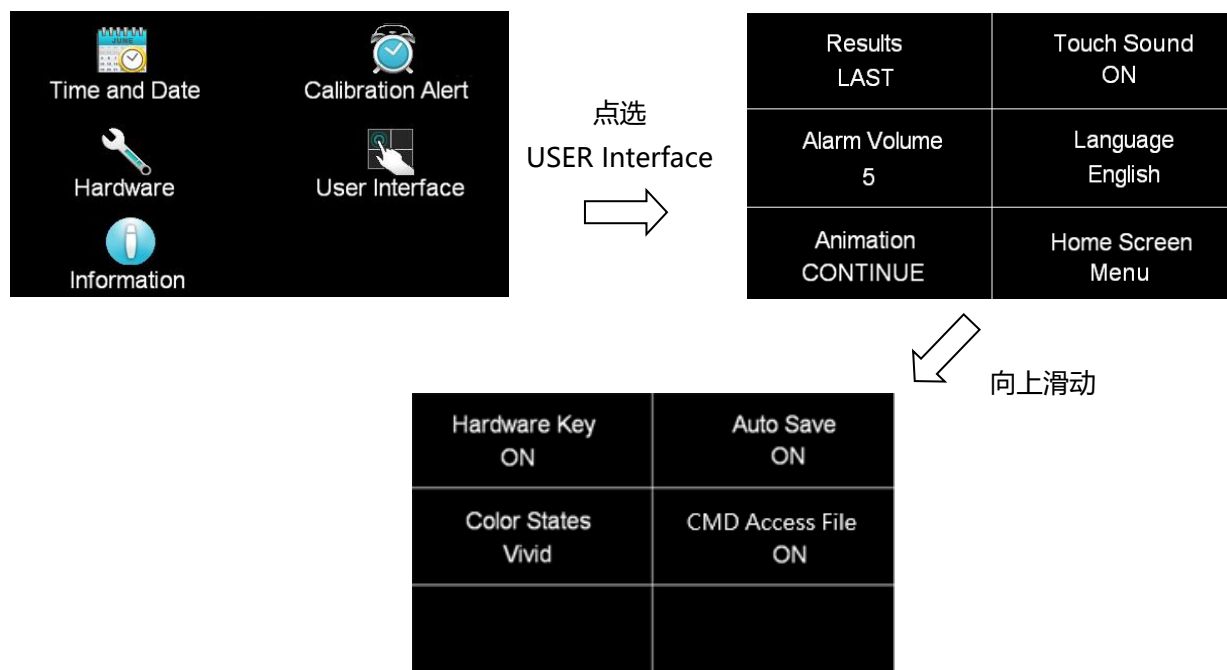 JUNE
Time and Date
Calibration Alert
Hardware
User Interface
Information
点选
USER Interface
Results
LAST
Touch Sound
ON
Alarm Volume
5
Language
English
Animation
CONTINUE
Home Screen
Menu
向上滑动
Hardware Key
ON
Auto Save
ON
Color States
Vivid
CMD Access File
ON